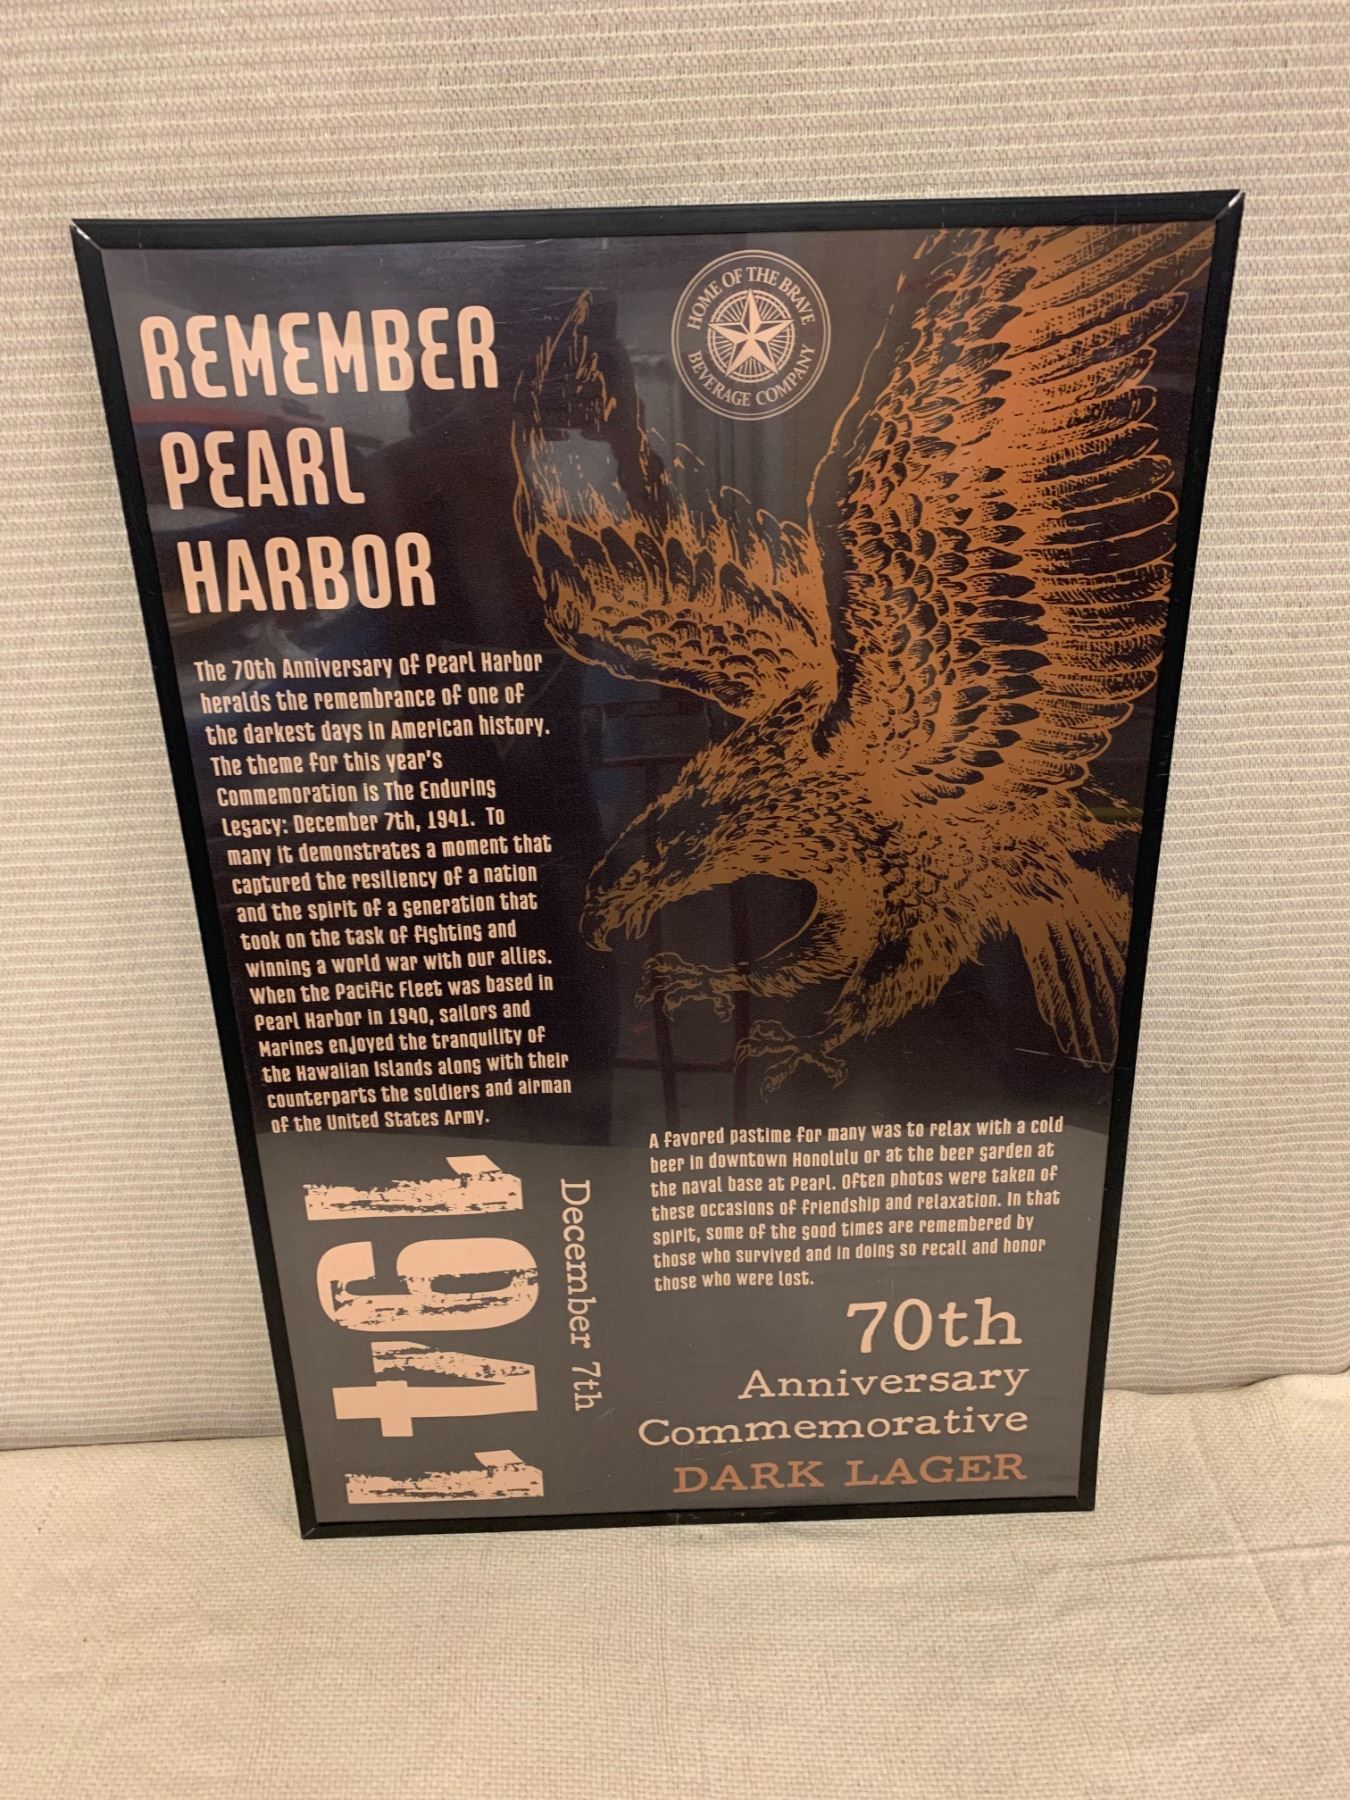 HOME OF THE BRAVE
BEVERAGE COMPANY
REMEMBER
PEARL
HARBOR
The 70th Anniversary of Pearl Harbor
heralds the remembrance of one of
the darkest days in American history.
The theme for this year's
Commemoration is The Enduring
Legacy: December 7th, 1941. To
many it demonstrates a moment that
captured the resiliency of a nation
and the spirit of a generation that
took on the task of fighting and
winning a world war with our allies.
When the Pacific Fleet was based in
Pearl Harbor in 1940, sailors and
Marines enjoyed the tranquility of
the Hawaiian Islands along with their
counterparts the soldiers and airman
of the United States Army.
1941
December 7th
A favored pastime for many was to relax with a cold
beer in downtown Honolulu or at the beer garden at
the naval base at Pearl. Often photos were taken of
these occasions of friendship and relaxation. In that
spirit, some of the good times are remembered by
those who survived and in doing so recall and honor
those who were lost.
70th
Anniversary
Commemorative
DARK LAGER